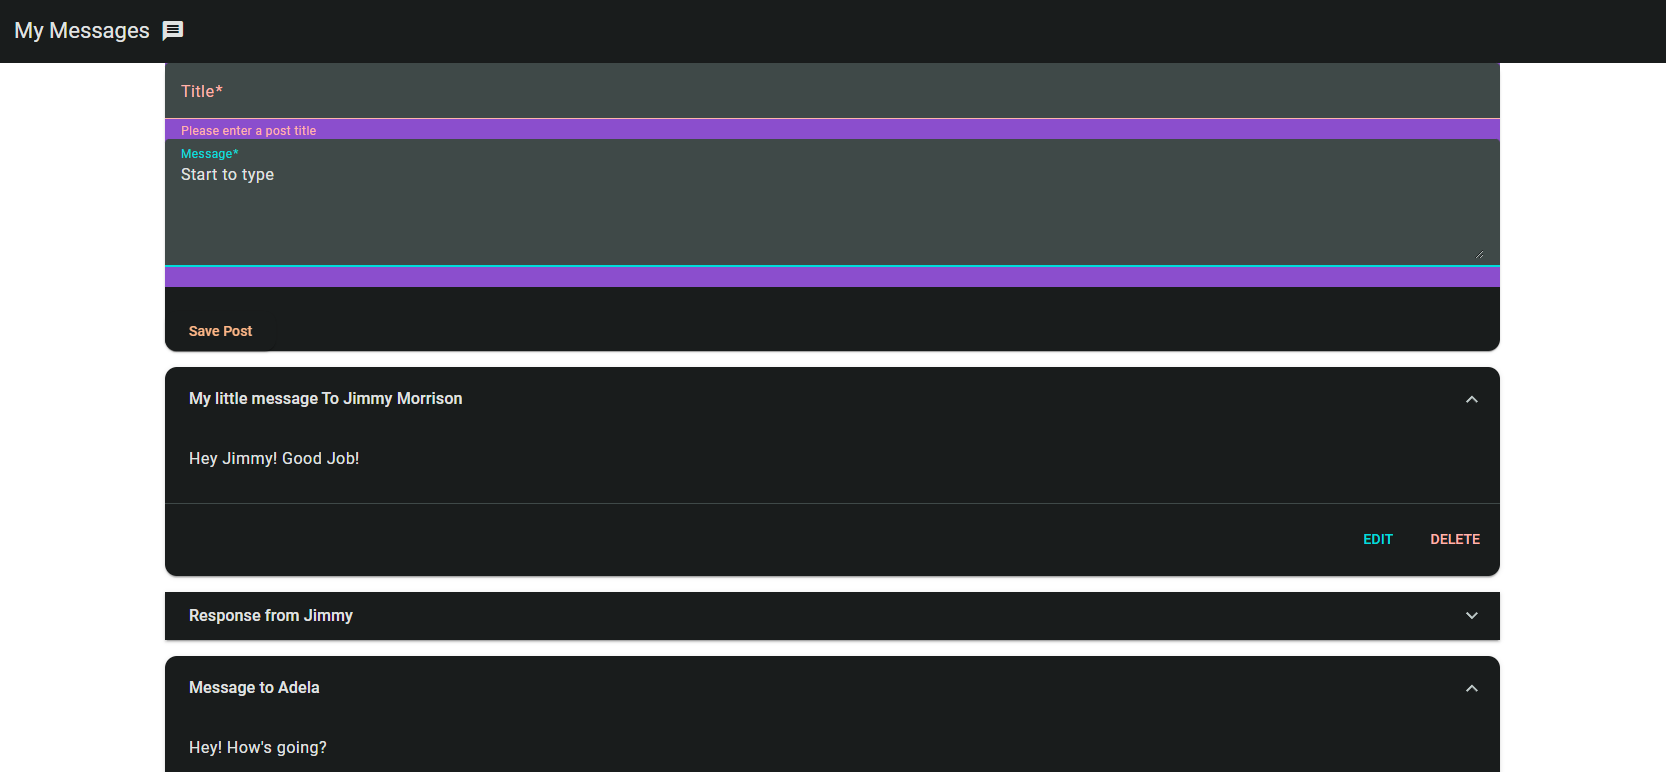 My Messages
Title*
Please enter a post title
Message*
Start to type
Save Post
My little message To Jimmy Morrison
Hey Jimmy! Good Job!
EDIT DELETE
Response from Jimmy
Message to Adela
Hey! How's going?